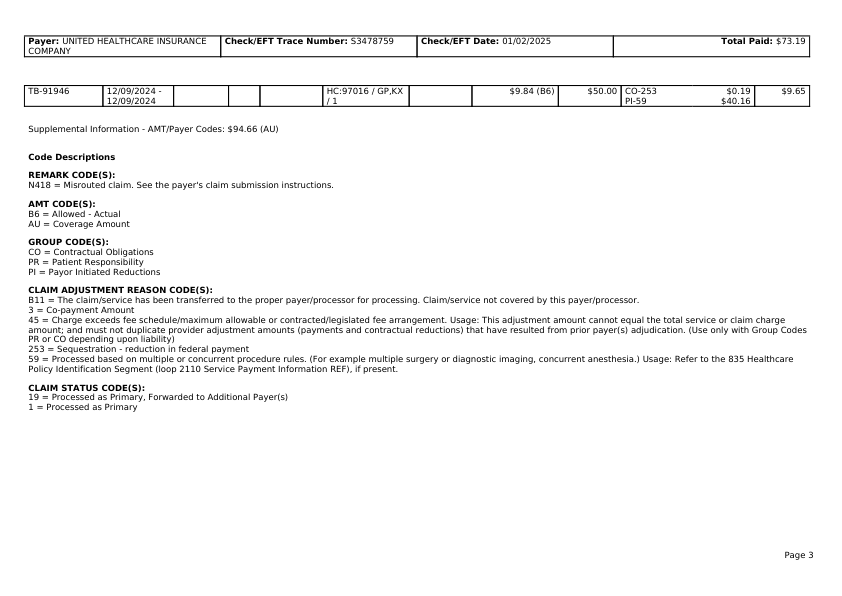 Payer: UNITED HEALTHCARE INSURANCE COMPANY
Check/EFT Trace Number: S3478759
Check/EFT Date: 01/02/2025
Total Paid: $73.19
TB-91946 12/09/2024 - HC:97016 / GP,KX $9.84 (B6) $50.00 CO-253 $0.19 $9.65
12/09/2024 / 1 PI-59 $40.16
Supplemental Information - AMT/Payer Codes: $94.66 (AU)
Code Descriptions
REMARK CODE(S):
N418 = Misrouted claim. See the payer's claim submission instructions.
AMT CODE(S):
B6 = Allowed - Actual
AU = Coverage Amount
GROUP CODE(S):
CO = Contractual Obligations
PR = Patient Responsibility
PI = Payor Initiated Reductions
CLAIM ADJUSTMENT REASON CODE(S):
B11 = The claim/service has been transferred to the proper payer/processor for processing. Claim/service not covered by this payer/processor.
3 = Co-payment Amount
45 = Charge exceeds fee schedule/maximum allowable or contracted/legislated fee arrangement. Usage: This adjustment amount cannot equal the total service or claim charge
amount; and must not duplicate provider adjustment amounts (payments and contractual reductions) that have resulted from prior payer(s) adjudication. (Use only with Group Codes
PR or CO depending upon liability)
253 = Sequestration - reduction in federal payment
59 = Processed based on multiple or concurrent procedure rules. (For example multiple surgery or diagnostic imaging, concurrent anesthesia.) Usage: Refer to the 835 Healthcare
Policy Identification Segment (loop 2110 Service Payment Information REF), if present.
CLAIM STATUS CODE(S):
19 = Processed as Primary, Forwarded to Additional Payer(s)
1 = Processed as Primary
Page 3